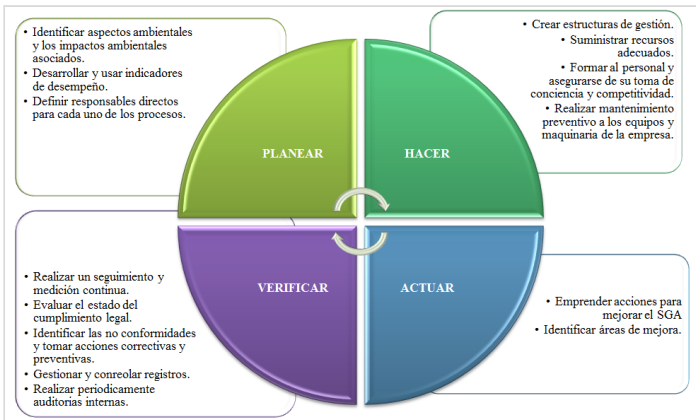 • Identificar aspectos ambientales
y los impactos ambientales
asociados.
• Desarrollar y usar indicadores
de desempeño.
• Definir responsables directos
para cada uno de los procesos.
• Crear estructuras de gestión.
• Suministrar recursos
adecuados.
• Formar al personal y
asegurarse de su toma de
conciencia y competitividad.
• Realizar mantenimiento
preventivo a los equipos y
maquinaria de la empresa.
PLANEAR
HACER
VERIFICAR
ACTUAR
• Realizar un seguimiento y
medición continua.
• Evaluar el estado del
cumplimiento legal.
• Identificar las no conformidades
y tomar acciones correctivas y
preventivas.
• Gestionar y conreolar registros.
• Realizar periodicamente
auditorias internas.
• Emprender acciones para
mejorar el SGA
• Identificar áreas de mejora.